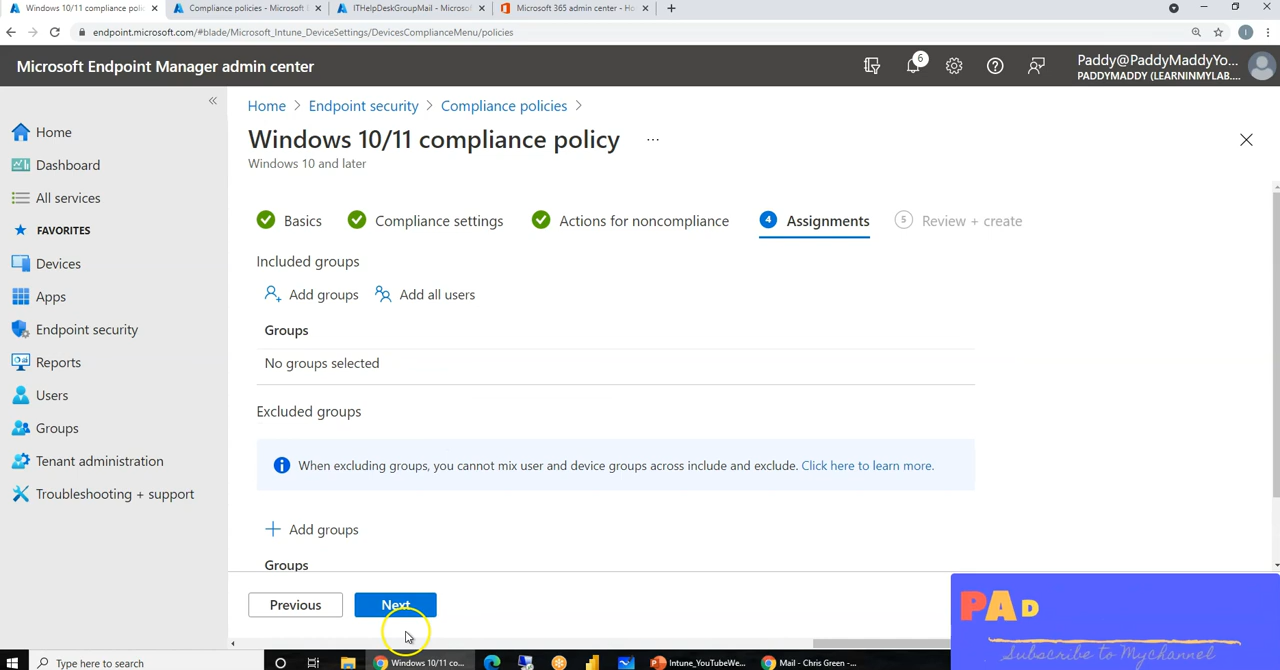 Windows 10/11 compliance polic
Compliance policies - Microsoft
ITHelpDeskGroupMail - Microsof
Microsoft 365 admin center - Ho
endpoint.microsoft.com/#blade/Microsoft_Intune_DeviceSettings/DevicesComplianceMenu/policies
I
Microsoft Endpoint Manager admin center
6
Paddy@PaddyMaddyYo...
PADDYMADDY (LEARNINMYLAB....
Home > Endpoint security > Compliance policies >
Windows 10/11 compliance policy ...
Windows 10 and later
Home
Dashboard
All services
FAVORITES
Devices
Apps
Endpoint security
Reports
Users
Groups
Tenant administration
Troubleshooting + support
Basics Compliance settings Actions for noncompliance 4 Assignments 5 Review + create
Included groups
Add groups Add all users
Groups
No groups selected
Excluded groups
When excluding groups, you cannot mix user and device groups across include and exclude. Click here to learn more.
Add groups
Groups
Previous Next
PAD
Subscribe to Mychannel
Type here to search
Windows 10/11 co...
Intune_YouTubeWe...
Mail - Chris Green -...